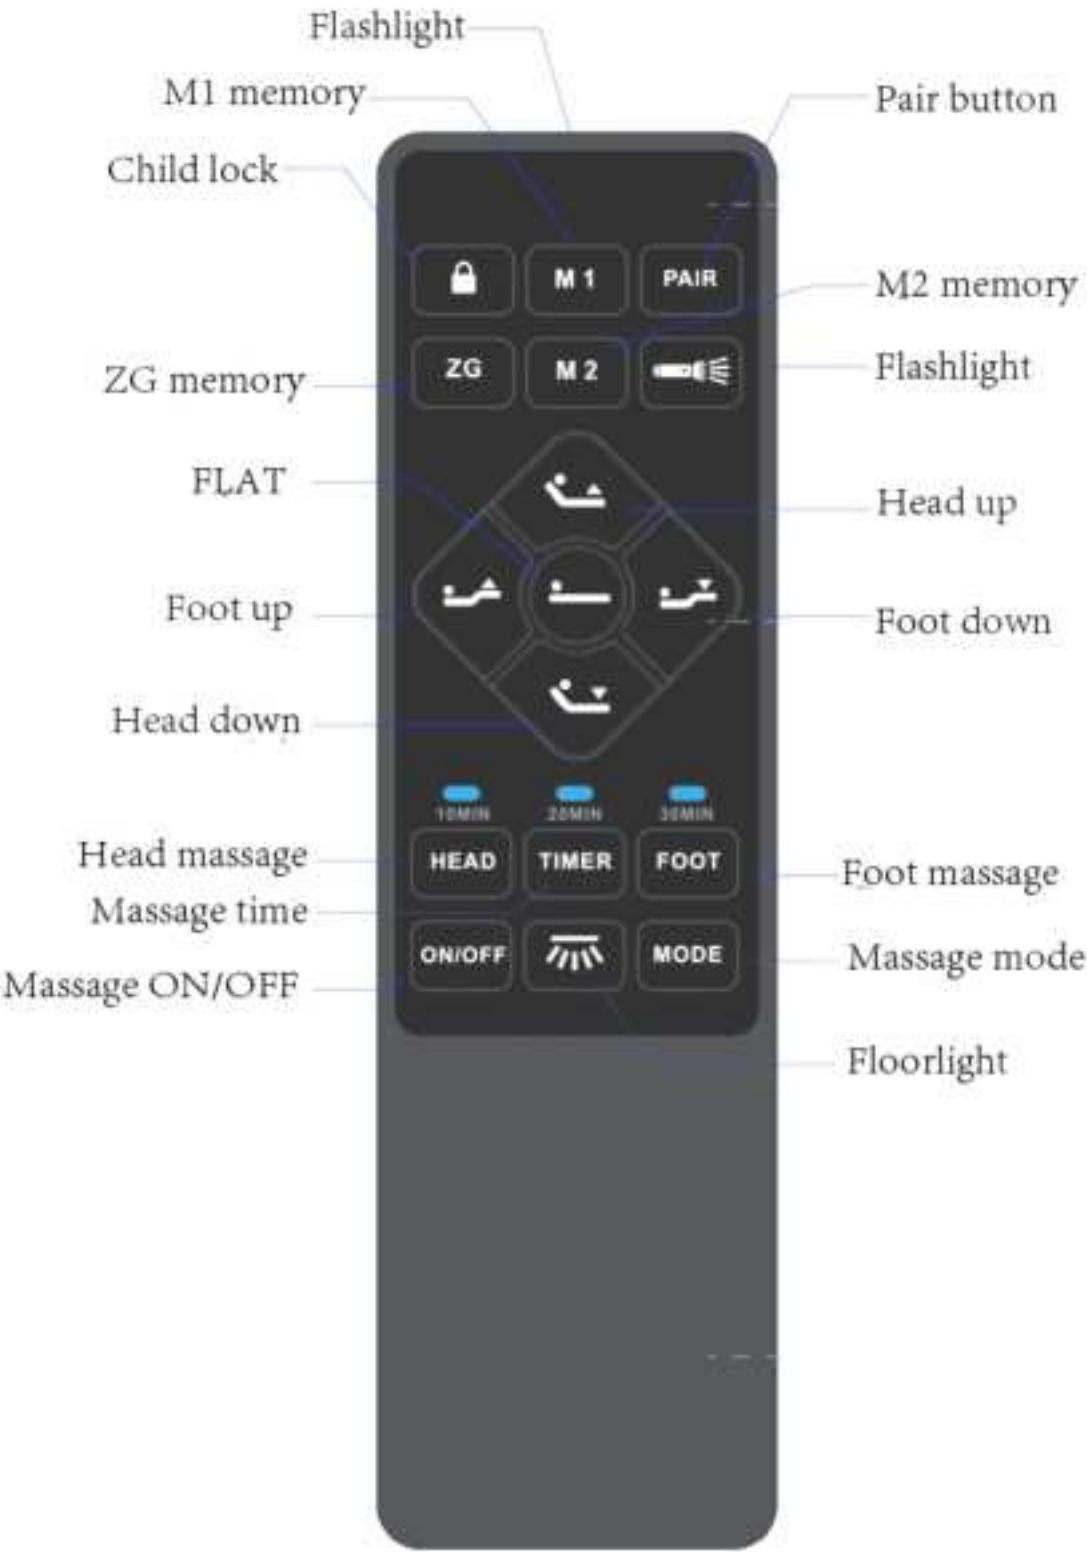 Flashlight
M1 memory
Pair button
Child lock
M 1
PAIR
M2 memory
ZG
M 2
Flashlight
ZG memory
FLAT
Head up
Foot up
Foot down
Head down
10MIN
20MIN
30MIN
Head massage
HEAD
TIMER
FOOT
Foot massage
Massage time
ON/OFF
MODE
Massage mode
Massage ON/OFF
Floorlight